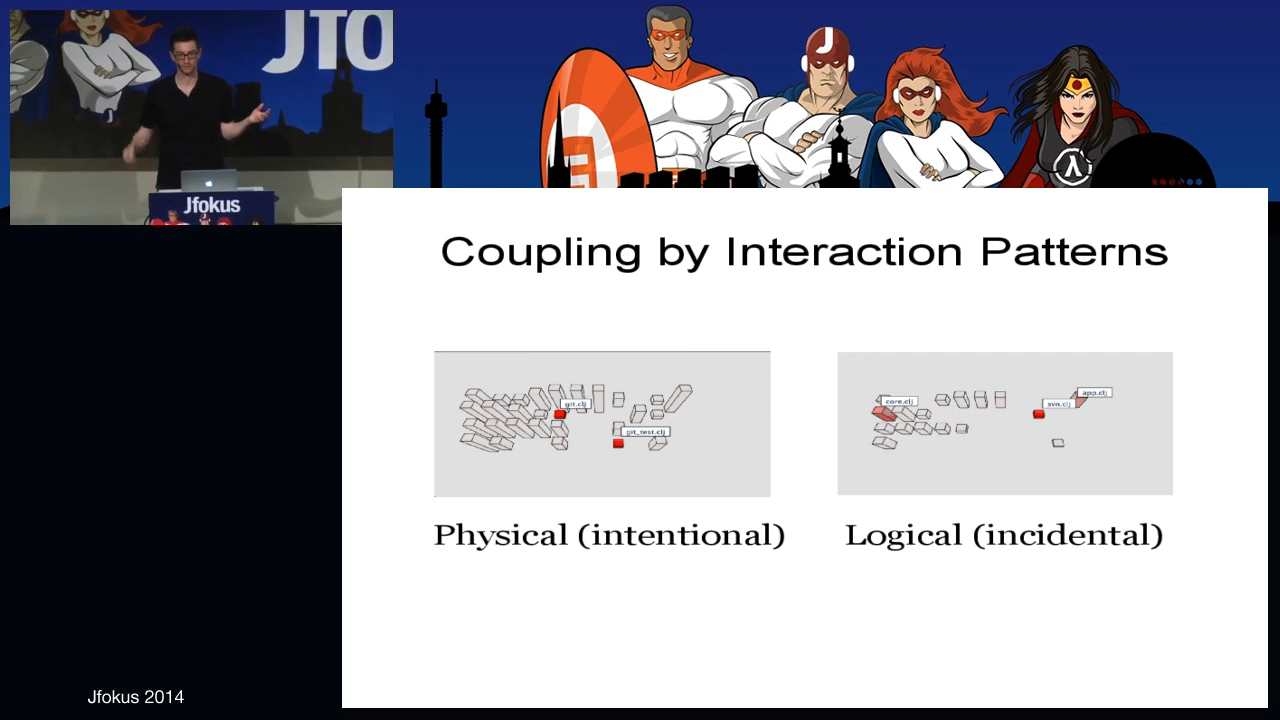 Jfo
Jfokus
J
λ
Coupling by Interaction Patterns
git.clj
git_test.clj
core.clj
app.clj
svn.clj
Physical (intentional)
Logical (incidental)
Jfokus 2014